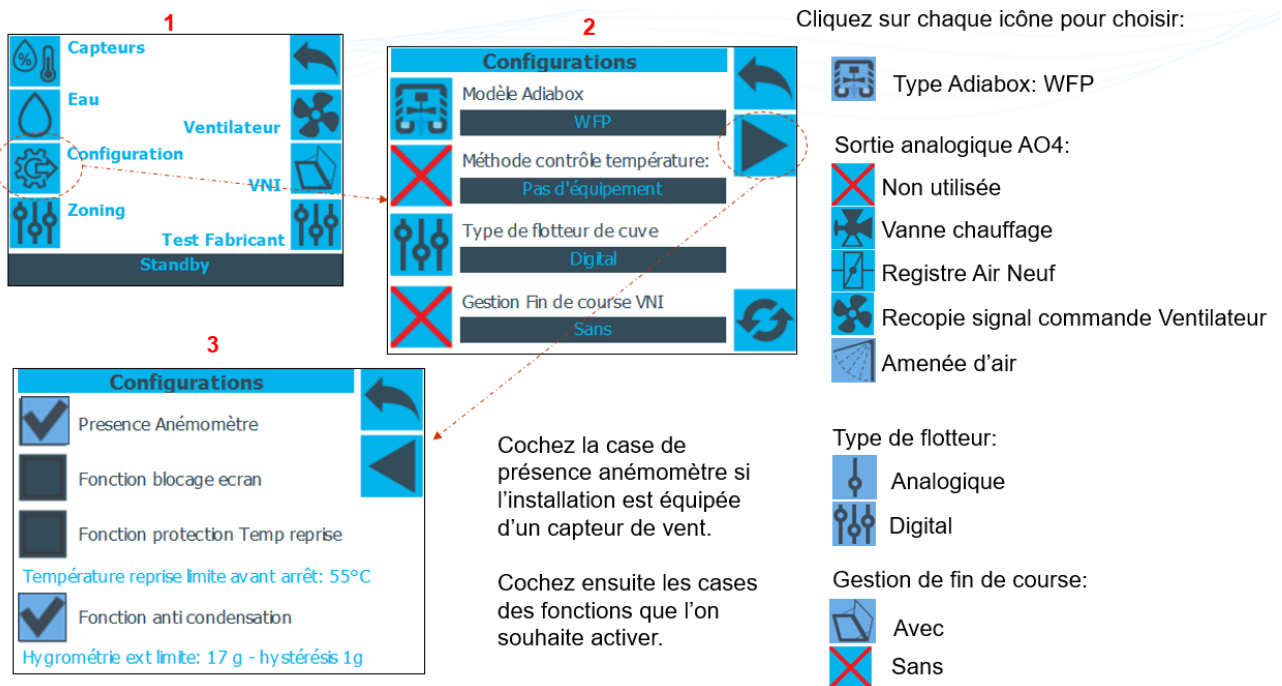 1
Capteurs
Eau
Ventilateur
Configuration
VNI
Zoning
Test Fabricant
Standby
2
Configurations
Modèle Adiabox
WFP
Méthode contrôle température:
Pas d'équipement
Type de flotteur de cuve
Digital
Gestion Fin de course VNI
Sans
3
Configurations
Presence Anémomètre
Fonction blocage ecran
Fonction protection Temp reprise
Température reprise limite avant arrêt: 55°C
Fonction anti condensation
Hygrométrie ext limite: 17 g - hystérésis 1g
Cochez la case de
présence anémomètre si
l'installation est équipée
d'un capteur de vent.
Cochez ensuite les cases
des fonctions que l'on
souhaite activer.
Cliquez sur chaque icône pour choisir:
Type Adiabox: WFP
Sortie analogique AO4:
Non utilisée
Vanne chauffage
Registre Air Neuf
Recopie signal commande Ventilateur
Amenée d'air
Type de flotteur:
Analogique
Digital
Gestion de fin de course:
Avec
Sans